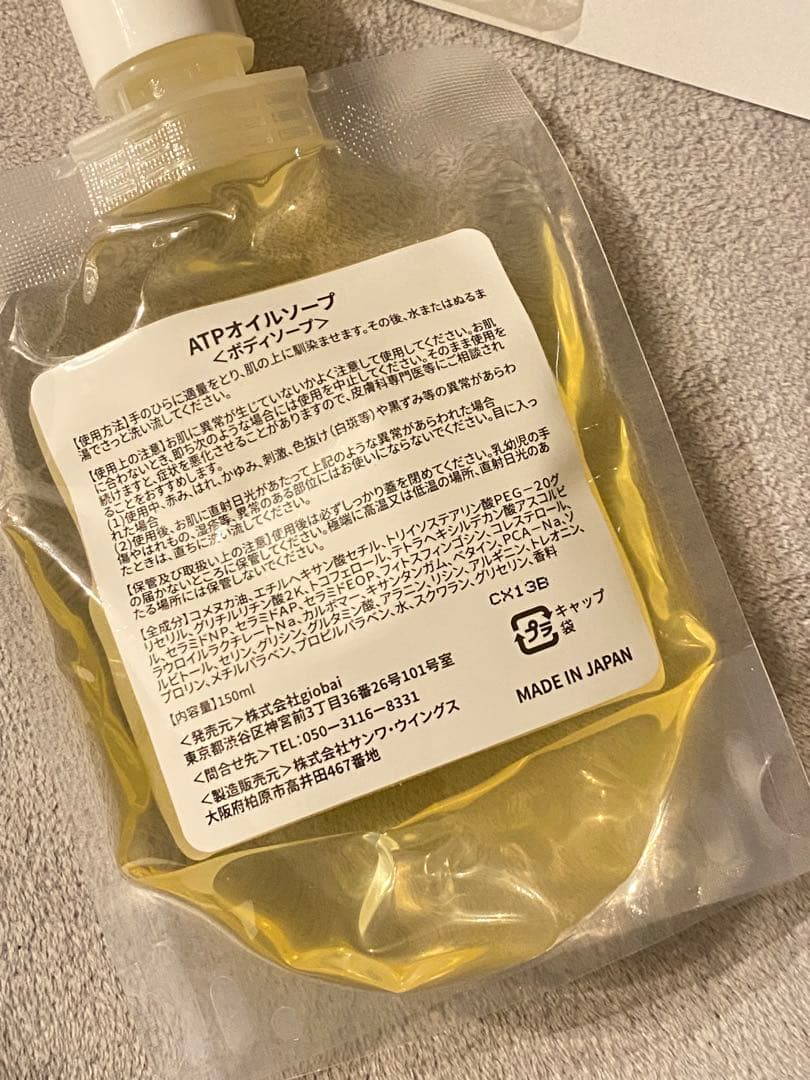 ATPオイルソープ
<ボディソープ>
【使用方法】手のひらに適量をとり、肌の上に馴染ませます。その後、水またはぬるま
湯でさっと洗い流してください。
【使用上の注意】お肌に異常が生じていないかよく注意して使用してください。お肌
に合わないとき、即ち次のような場合には使用を中止してください。そのまま使用を
続けますと、症状を悪化させることがありますので、皮膚科専門医等にご相談され
ることをおすすめします。
(1)使用中、赤み、はれ、かゆみ、刺激、色抜け(白斑等)や黒ずみ等の異常があらわ
れた場合
(2)使用後、お肌に直射日光があたって上記のような異常があらわれた場合
傷やはれもの、湿疹等、異常のある部位にはお使いにならないでください。目に入っ
たときは、直ちに洗い流してください。
【保管及び取扱い上の注意】使用後は必ずしっかり蓋を閉めてください。乳幼児の手
の届かないところに保管してください。極端に高温又は低温の場所、直射日光のあ
たる場所には保管しないでください。
【全成分】コメヌカ油、エチルヘキサン酸セチル、トリイソステアリン酸PEG-20グ
リセリル、グリチルリチン酸2K、トコフェロール、テトラヘキシルデカン酸アスコルビ
ル、セラミドNP、セラミドAP、セラミドEOP、フィトスフィンゴシン、コレステロール、
ラウロイルラクチレートNa、カルボマー、キサンタンガム、ベタイン、PCA-Na、ソ
ルビトール、セリン、グリシン、グルタミン酸、アラニン、リシン、アルギニン、トレオニン、
プロリン、メチルパラベン、プロピルパラベン、水、スクワラン、グリセリン、香料
【内容量】150ml
<発売元>株式会社giobai
東京都渋谷区神宮前3丁目36番26号101号室
<問合せ先>TEL:050-3116-8331
<製造販売元>株式会社サンワ・ウイングス
大阪府柏原市高井田467番地
CX13B
プラ
キャップ
袋
MADE IN JAPAN